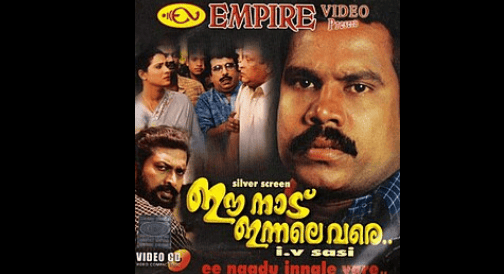 EMPIRE VIDEO
Presents
silver screen
ഈ നാട്
ഇന്നലെ വരെ..
i.v sasi
VIDEO CD
ee naadu innale vare..